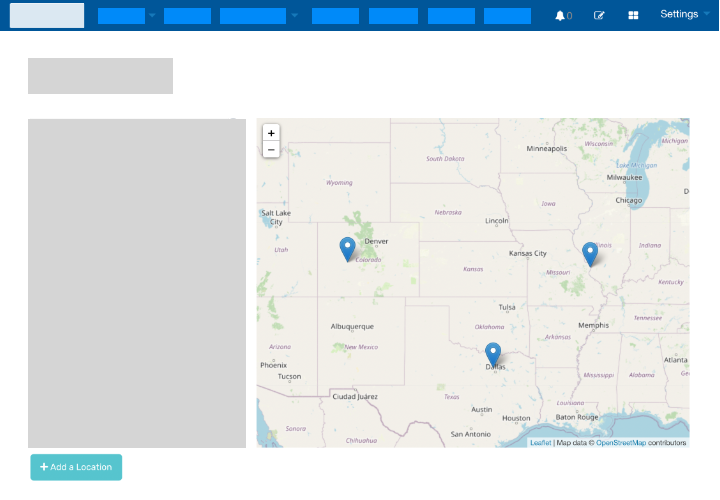 0
Settings
+
−
Minneapolis
Wisconsin
Michigan
South Dakota
Lake Michigan
Milwaukee
Wyoming
Chicago
Iowa
Salt Lake
City
Nebraska
Lincoln
Denver
Illinois
Indiana
Utah
Kansas City
Colorado
Kansas
Missouri
Kentucky
Tulsa
Tennessee
Albuquerque
Oklahoma
Memphis
Arkansas
Arizona
New Mexico
Atlanta
Phoenix
Dallas
Tucson
Mississippi
Alabama
Ciudad Juárez
Texas
Louisiana
Austin
Houston
Baton Rouge
Sonora
San Antonio
Chihuahua
Leaflet | Map data © OpenStreetMap contributors
+ Add a Location